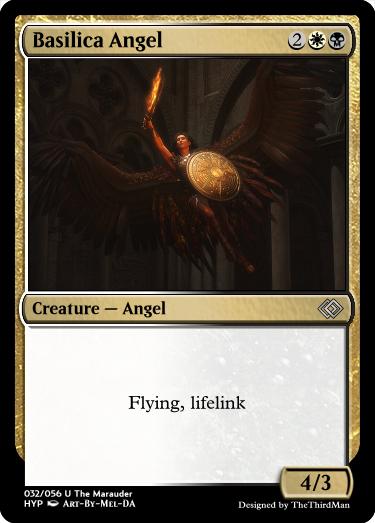 Basilica Angel 2
Creature — Angel
Flying, lifelink
4/3
032/056 U The Marauder
HYP Art-By-Mel-DA
Designed by TheThirdMan